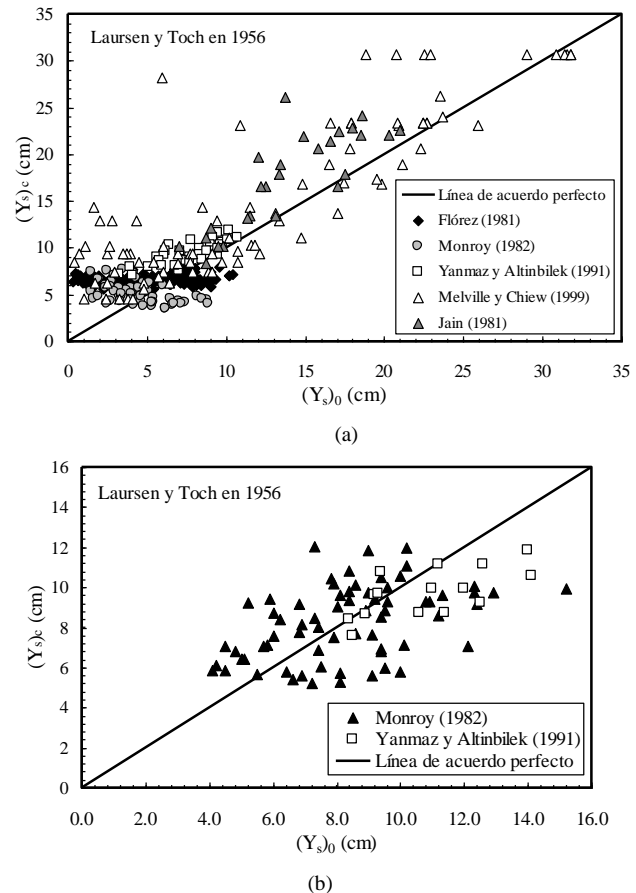 Laursen y Toch en 1956
35
30
25
20
15
10
5
0
(Ys)c (cm)
0 5 10 15 20 25 30 35
(Ys)0 (cm)
Línea de acuerdo perfecto
Flórez (1981)
Monroy (1982)
Yanmaz y Altinbilek (1991)
Melville y Chiew (1999)
Jain (1981)
(a)
Laursen y Toch en 1956
16
14
12
10
8
6
4
2
0
(Ys)c (cm)
0.0 2.0 4.0 6.0 8.0 10.0 12.0 14.0 16.0
(Ys)0 (cm)
Monroy (1982)
Yanmaz y Altinbilek (1991)
Línea de acuerdo perfecto
(b)